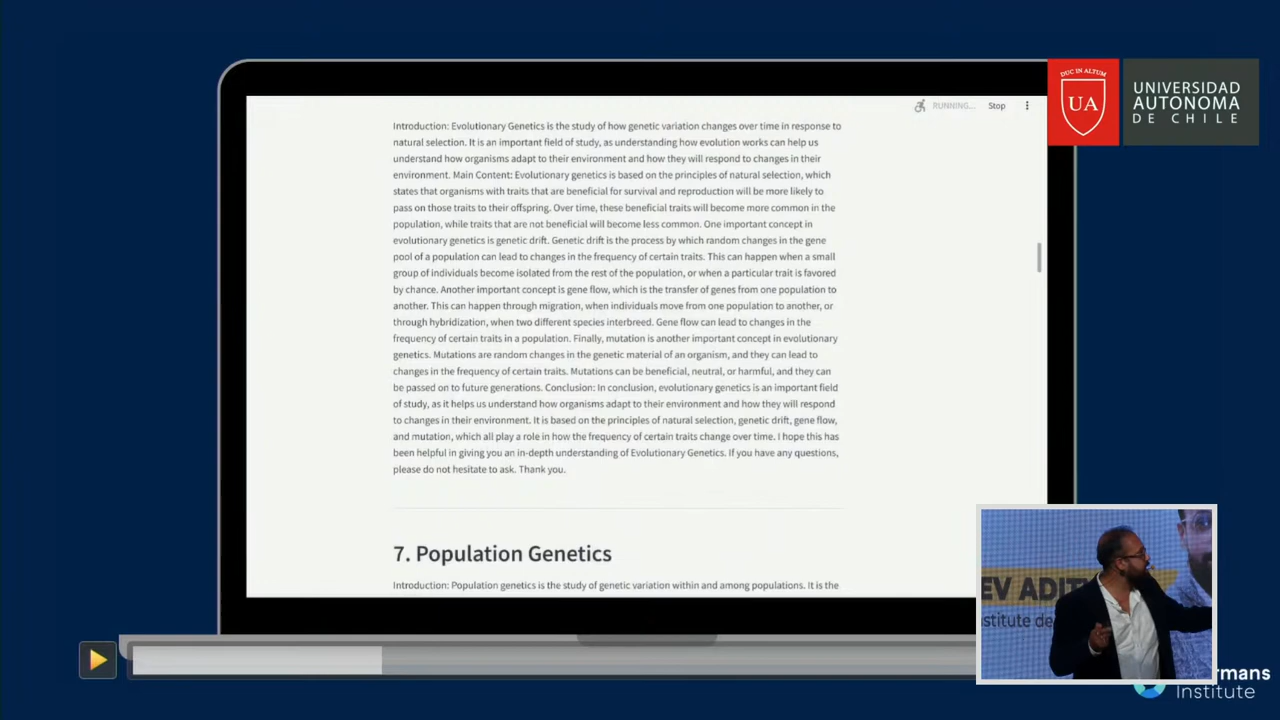 RUNNING...
Stop
DUC IN ALTUM
UA
UNIVERSIDAD
AUTONOMA
DE CHILE
Introduction: Evolutionary Genetics is the study of how genetic variation changes over time in response to
natural selection. It is an important field of study, as understanding how evolution works can help us
understand how organisms adapt to their environment and how they will respond to changes in their
environment. Main Content: Evolutionary genetics is based on the principles of natural selection, which
states that organisms with traits that are beneficial for survival and reproduction will be more likely to
pass on those traits to their offspring. Over time, these beneficial traits will become more common in the
population, while traits that are not beneficial will become less common. One important concept in
evolutionary genetics is genetic drift. Genetic drift is the process by which random changes in the gene
pool of a population can lead to changes in the frequency of certain traits. This can happen when a small
group of individuals become isolated from the rest of the population, or when a particular trait is favored
by chance. Another important concept is gene flow, which is the transfer of genes from one population to
another. This can happen through migration, when individuals move from one population to another, or
through hybridization, when two different species interbreed. Gene flow can lead to changes in the
frequency of certain traits in a population. Finally, mutation is another important concept in evolutionary
genetics. Mutations are random changes in the genetic material of an organism, and they can lead to
changes in the frequency of certain traits. Mutations can be beneficial, neutral, or harmful, and they can
be passed on to future generations. Conclusion: In conclusion, evolutionary genetics is an important field
of study, as it helps us understand how organisms adapt to their environment and how they will respond
to changes in their environment. It is based on the principles of natural selection, genetic drift, gene flow,
and mutation, which all play a role in how the frequency of certain traits change over time. I hope this has
been helpful in giving you an in-depth understanding of Evolutionary Genetics. If you have any questions,
please do not hesitate to ask. Thank you.
7. Population Genetics
Introduction: Population genetics is the study of genetic variation within and among populations. It is the
EV ADIT
stitute de
rmans
Institute